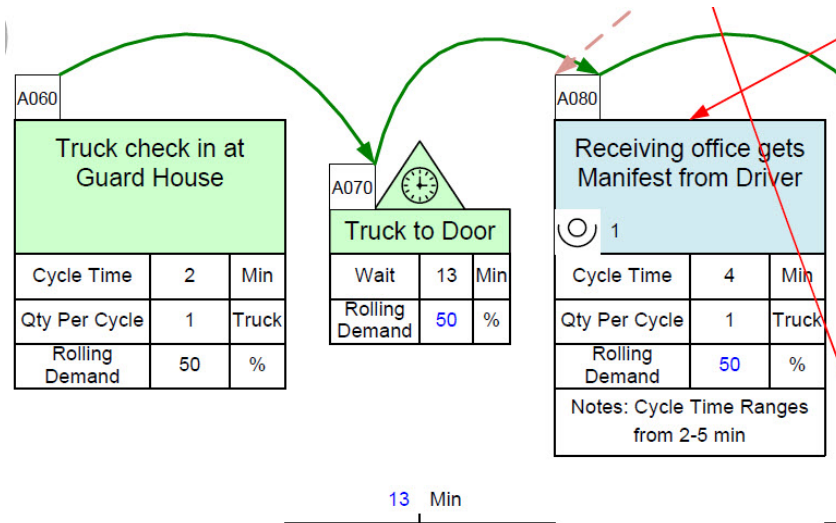 A060
Truck check in at
Guard House
Cycle Time 2 Min
Qty Per Cycle 1 Truck
Rolling
Demand 50 %
A070
Truck to Door
Wait 13 Min
Rolling
Demand 50 %
A080
Receiving office gets
Manifest from Driver
1
Cycle Time 4 Min
Qty Per Cycle 1 Truck
Rolling
Demand 50 %
Notes: Cycle Time Ranges
from 2-5 min
13 Min